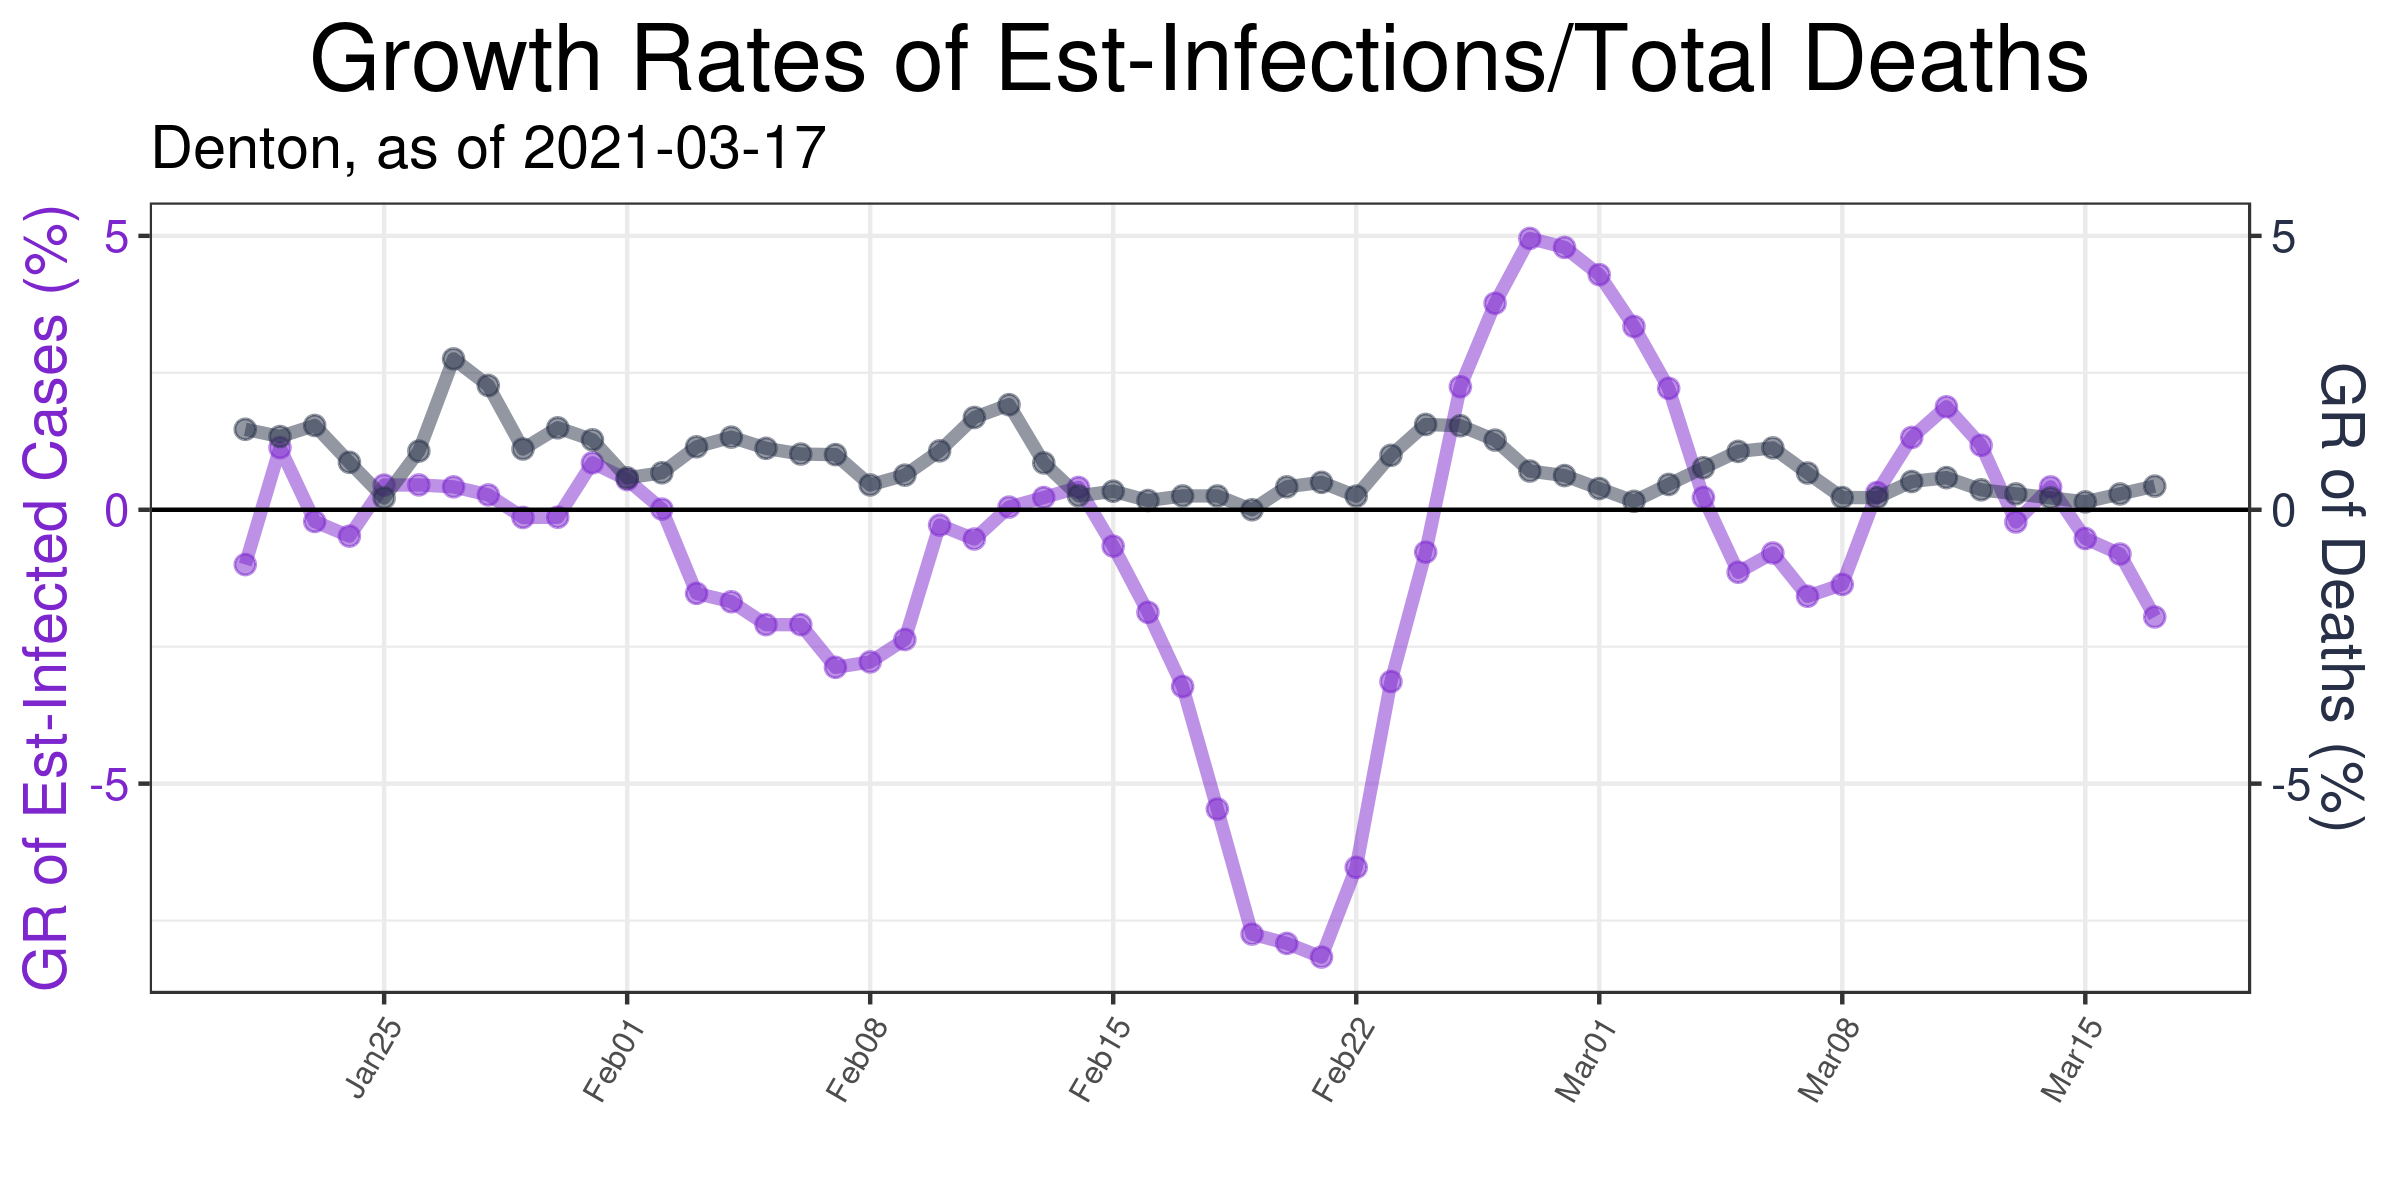 Growth Rates of Est-Infections/Total Deaths
Denton, as of 2021-03-17
GR of Est-Infected Cases (%)
5
0
-5
5
0
-5
GR of Deaths (%)
Jan25
Feb01
Feb08
Feb15
Feb22
Mar01
Mar08
Mar15